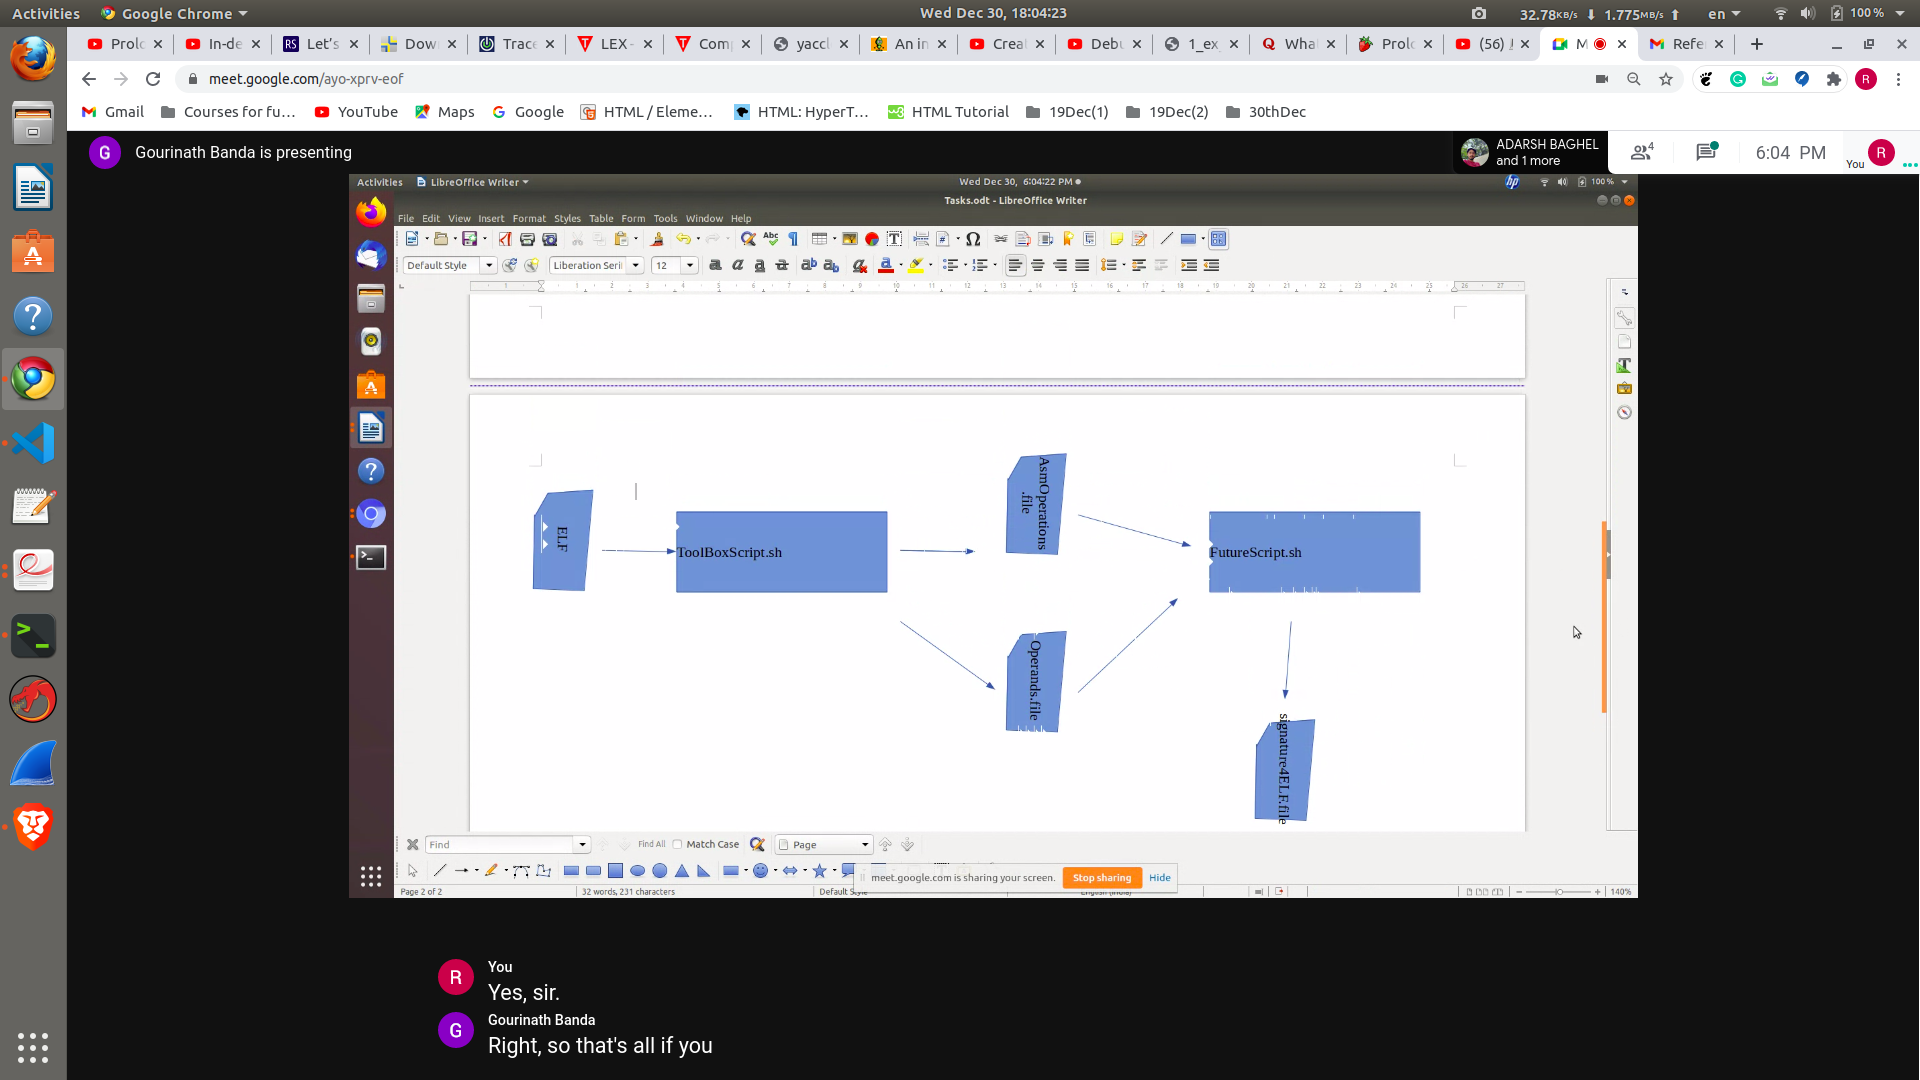 Activities
Google Chrome
Wed Dec 30, 18:04:23
32.78KB/s
1.775MB/s
en
100%
Prolo
In-de
Let's
Dow
Trace
LEX -
Com
yaccl
An in
Crea
Debu
1_ex
Wha
Prolo
(56)
M
Refe
meet.google.com/ayo-xprv-eof
R
Gmail
Courses for fu...
YouTube
Maps
Google
HTML / Eleme...
HTML: HyperT...
HTML Tutorial
19Dec(1)
19Dec(2)
30thDec
G
Gourinath Banda is presenting
ADARSH BAGHEL
and 1 more
4
6:04 PM
You
R
Activities
LibreOffice Writer
Wed Dec 30, 6:04:22 PM
100%
Tasks.odt - LibreOffice Writer
File Edit View Insert Format Styles Table Form Tools Window Help
Default Style
Liberation Seri
12
ELF
ToolBoxScript.sh
AsmOperations
.file
Operands.file
FutureScript.sh
signature4ELF.file
Find
Find All
Match Case
Page
meet.google.com is sharing your screen.
Stop sharing
Hide
Page 2 of 2
32 words, 231 characters
Default Style
English (India)
140%
R
You
Yes, sir.
G
Gourinath Banda
Right, so that's all if you